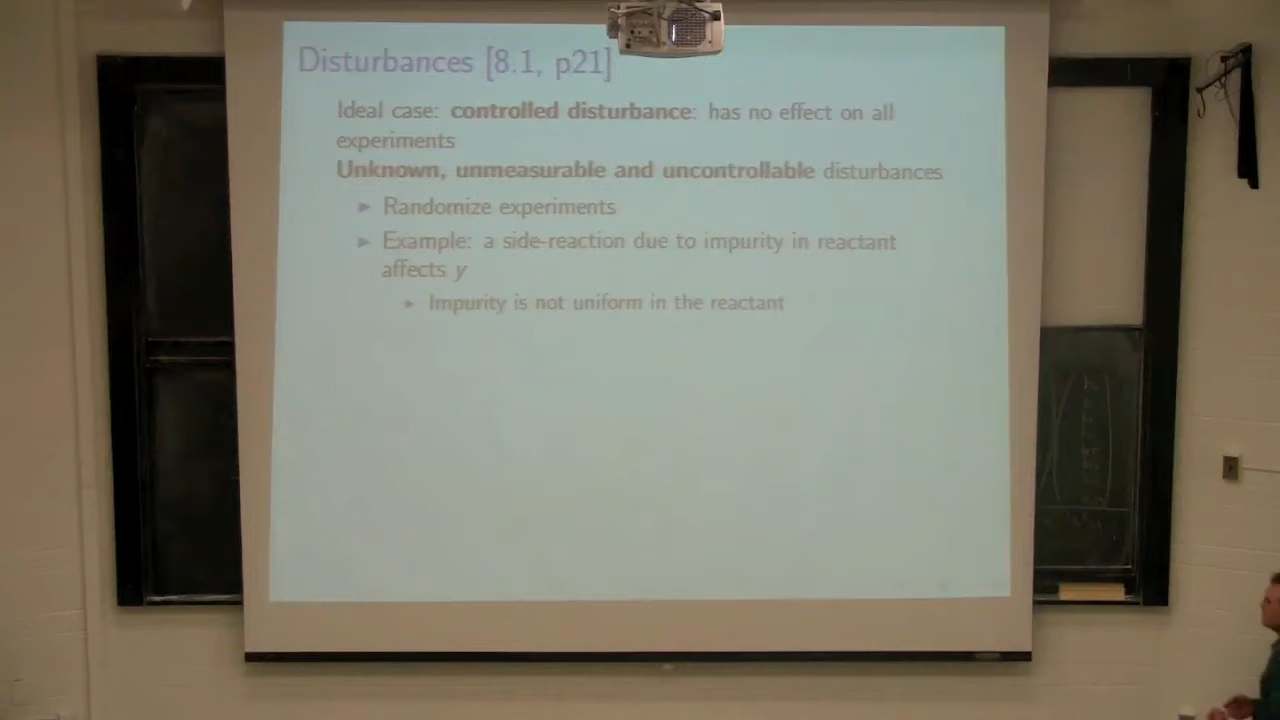 Disturbances [8.1, p21]
Ideal case: controlled disturbance: has no effect on all
experiments
Unknown, unmeasurable and uncontrollable disturbances
Randomize experiments
Example: a side-reaction due to impurity in reactant
affects y
Impurity is not uniform in the reactant